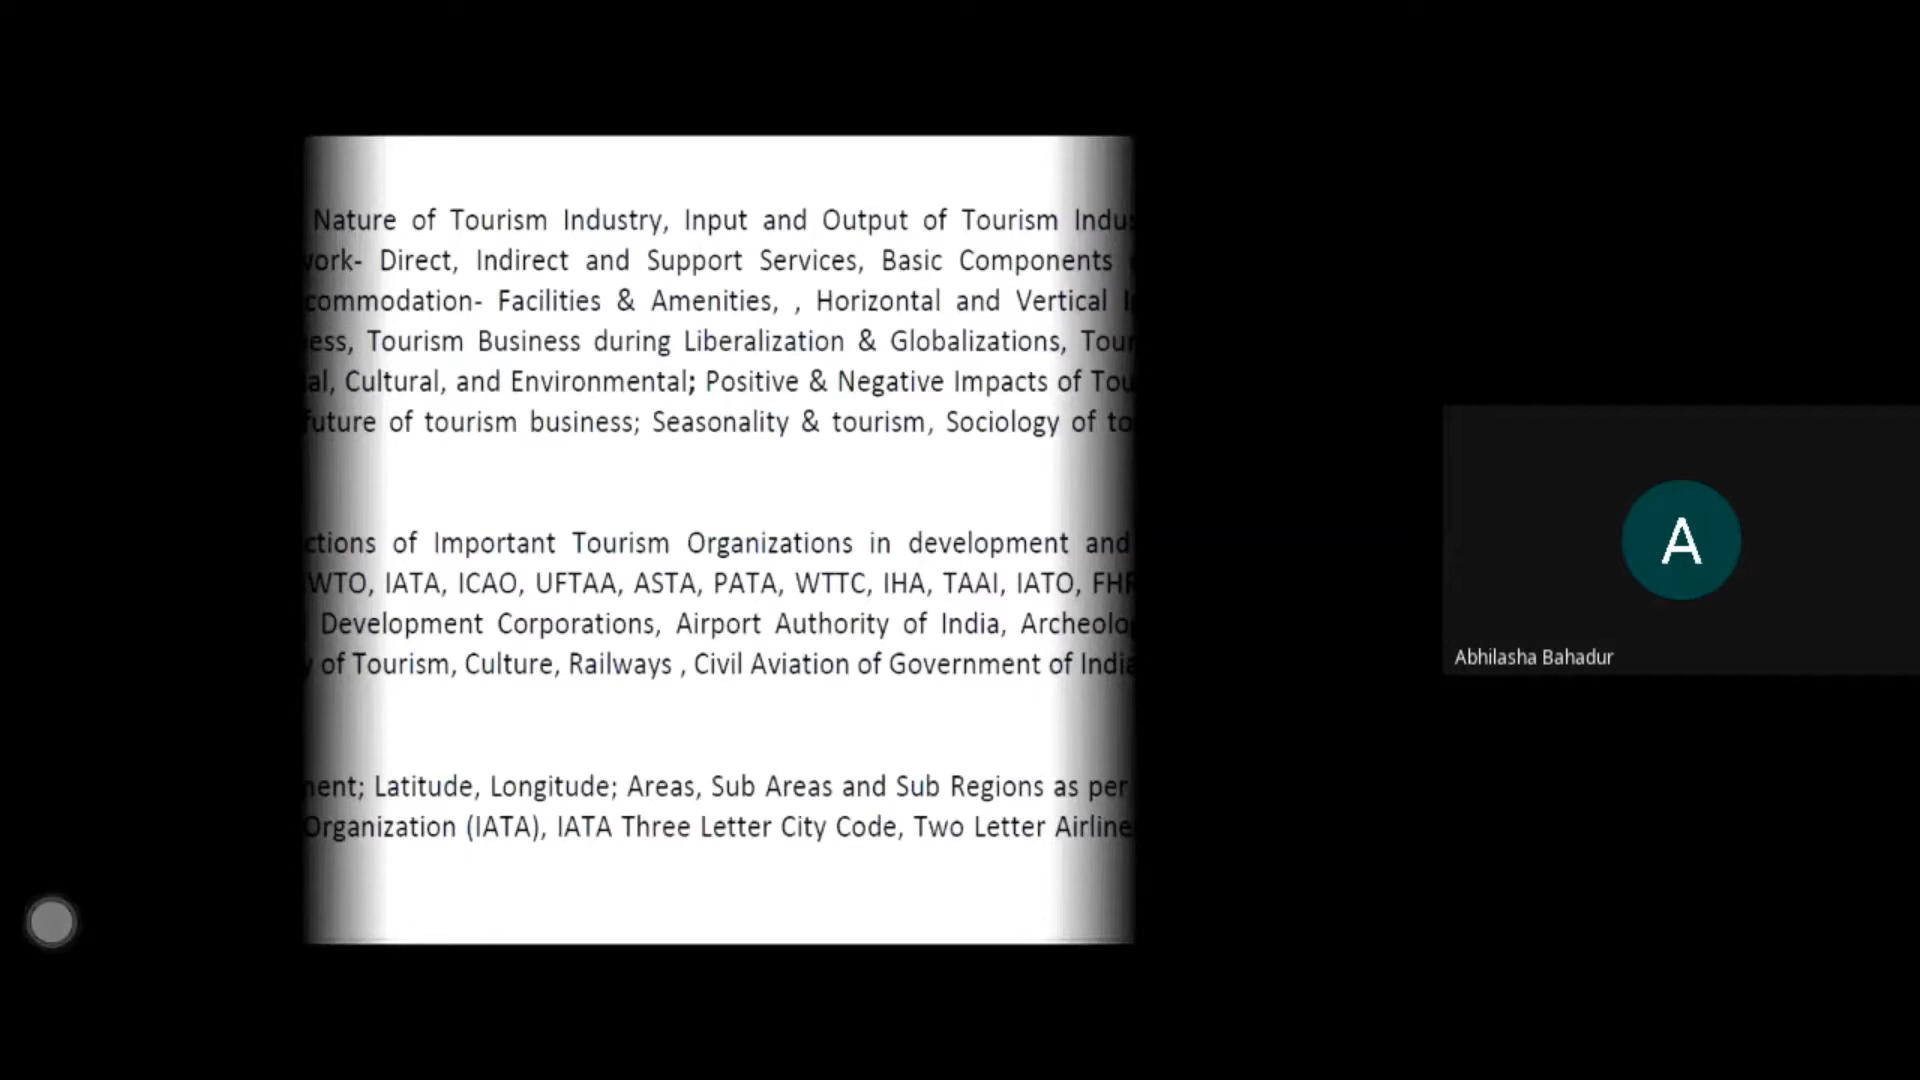 Nature of Tourism Industry, Input and Output of Tourism
Direct, Indirect and Support Services, Basic Components
Facilities & Amenities, , Horizontal and Vertical
Tourism Business during Liberalization & Globalizations,
Cultural, and Environmental; Positive & Negative Impacts of
future of tourism business; Seasonality & tourism, Sociology of
of Important Tourism Organizations in development and
WTO, IATA, ICAO, UFTAA, ASTA, PATA, WTTC, IHA, TAAI, IATO,
Development Corporations, Airport Authority of India,
of Tourism, Culture, Railways , Civil Aviation of Government of India
Latitude, Longitude; Areas, Sub Areas and Sub Regions as per
Organization (IATA), IATA Three Letter City Code, Two Letter Airline
A
Abhilasha Bahadur